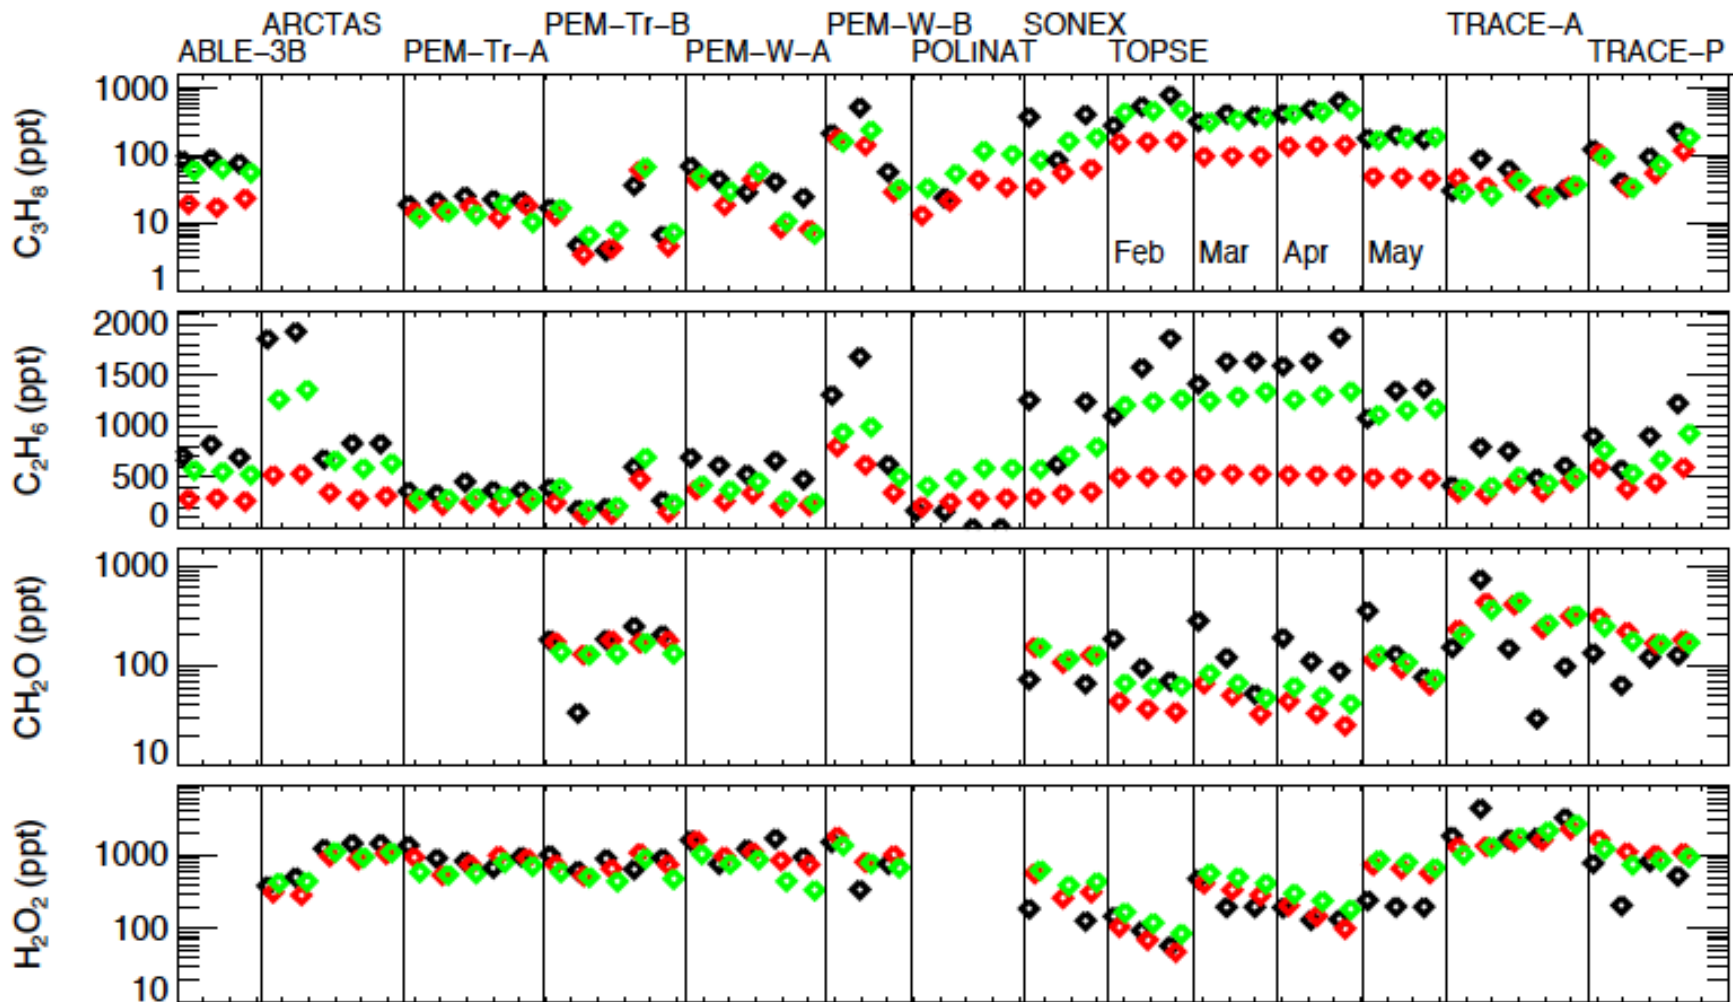 ARCTAS PEM–Tr–B PEM–W–B SONEX TRACE–A
ABLE–3B PEM–Tr–A PEM–W–A POLINAT TOPSE TRACE–P
C₃H₈ (ppt)
1000
100
10
1
Feb Mar Apr May
C₂H₆ (ppt)
2000
1500
1000
500
0
CH₂O (ppt)
1000
100
10
H₂O₂ (ppt)
1000
100
10